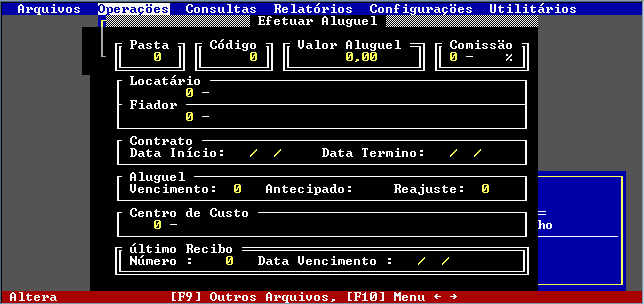 Arquivos Operações Consultas Relatórios Configurações Utilitários
Efetuar Aluguel
Pasta Código Valor Aluguel Comissão
0 0 0,00 0 - %
Locatário
0 -
Fiador
0 -
Contrato
Data Início: / / Data Termino: / /
Aluguel
Vencimento: 0 Antecipado: Reajuste: 0
Centro de Custo
0 -
último Recibo
Número : 0 Data Vencimento : / /
ho
Altera [F9] Outros Arquivos, [F10] Menu ← →